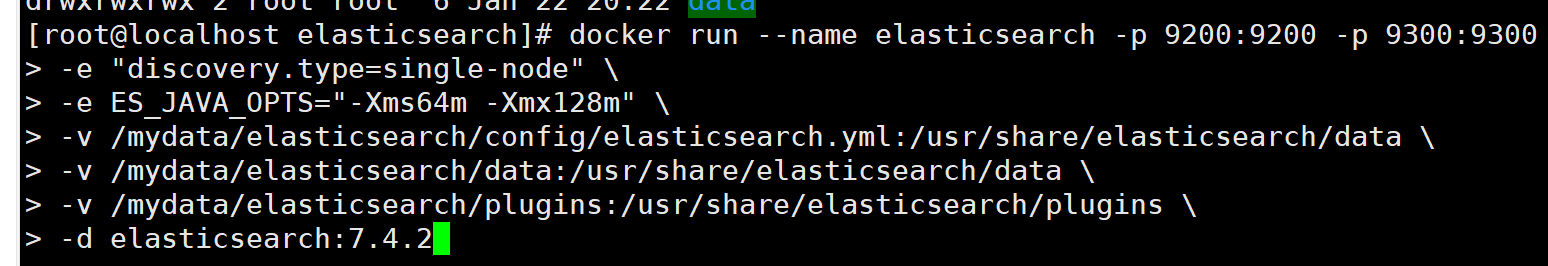 drwxrwxrwx 2 root root  6 Jan 22 20:22 data
[root@localhost elasticsearch]# docker run --name elasticsearch -p 9200:9200 -p 9300:9300
> -e "discovery.type=single-node" \
> -e ES_JAVA_OPTS="-Xms64m -Xmx128m" \
> -v /mydata/elasticsearch/config/elasticsearch.yml:/usr/share/elasticsearch/data \
> -v /mydata/elasticsearch/data:/usr/share/elasticsearch/data \
> -v /mydata/elasticsearch/plugins:/usr/share/elasticsearch/plugins \
> -d elasticsearch:7.4.2